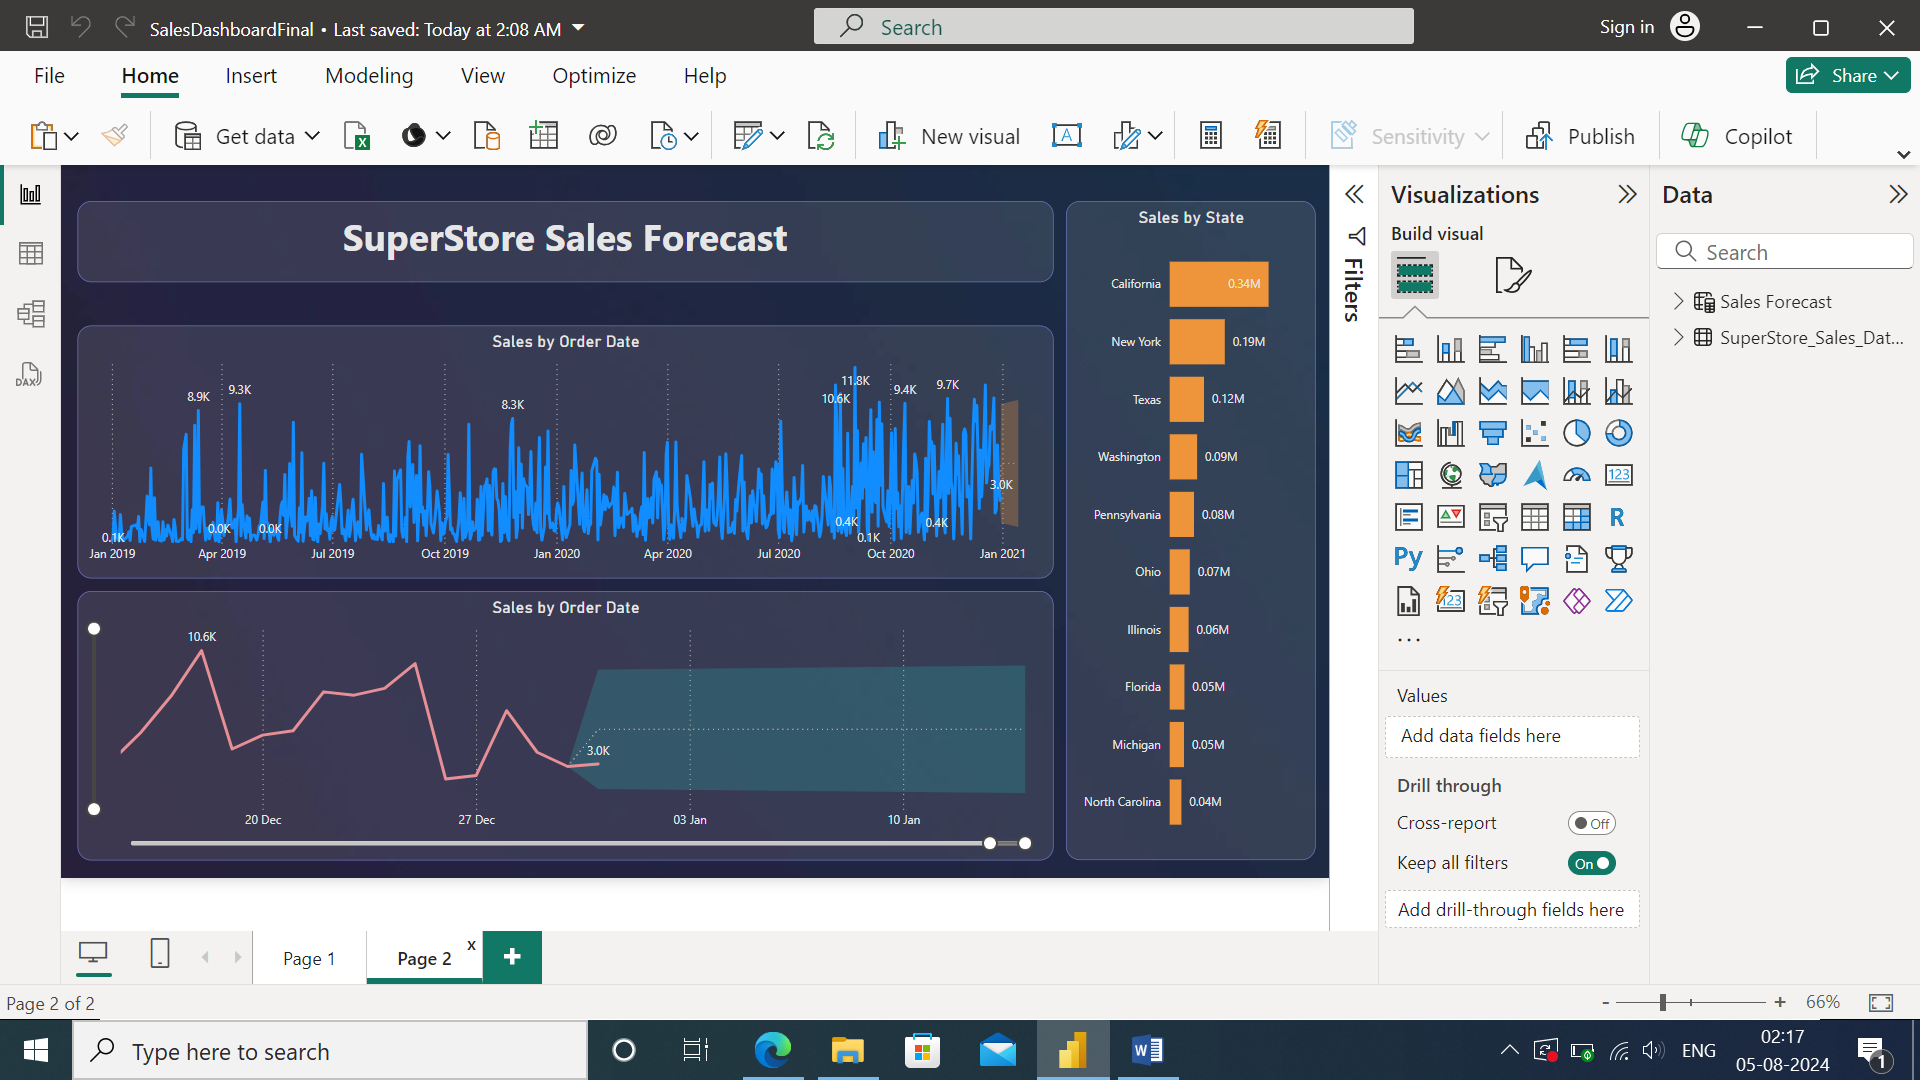 SalesDashboardFinal • Last saved: Today at 2:08 AM
Search
Sign in
File
Home
Insert
Modeling
View
Optimize
Help
Share
Get data
New visual
Sensitivity
Publish
Copilot
SuperStore Sales Forecast
Sales by Order Date
8.9K
9.3K
8.3K
11.8K
10.6K
9.4K
9.7K
3.0K
0.1K
0.0K
0.0K
0.4K
0.1K
0.4K
Jan 2019
Apr 2019
Jul 2019
Oct 2019
Jan 2020
Apr 2020
Jul 2020
Oct 2020
Jan 2021
Sales by Order Date
10.6K
3.0K
20 Dec
27 Dec
03 Jan
10 Jan
Sales by State
California 0.34M
New York 0.19M
Texas 0.12M
Washington 0.09M
Pennsylvania 0.08M
Ohio 0.07M
Illinois 0.06M
Florida 0.05M
Michigan 0.05M
North Carolina 0.04M
Filters
Visualizations
Build visual
123
R
Py
123
...
Values
Add data fields here
Drill through
Cross-report
Off
Keep all filters
On
Add drill-through fields here
Data
Search
Sales Forecast
SuperStore_Sales_Dat...
DAX
Page 1
Page 2
x
+
Page 2 of 2
- + 66%
Type here to search
W
ENG
02:17
05-08-2024
1